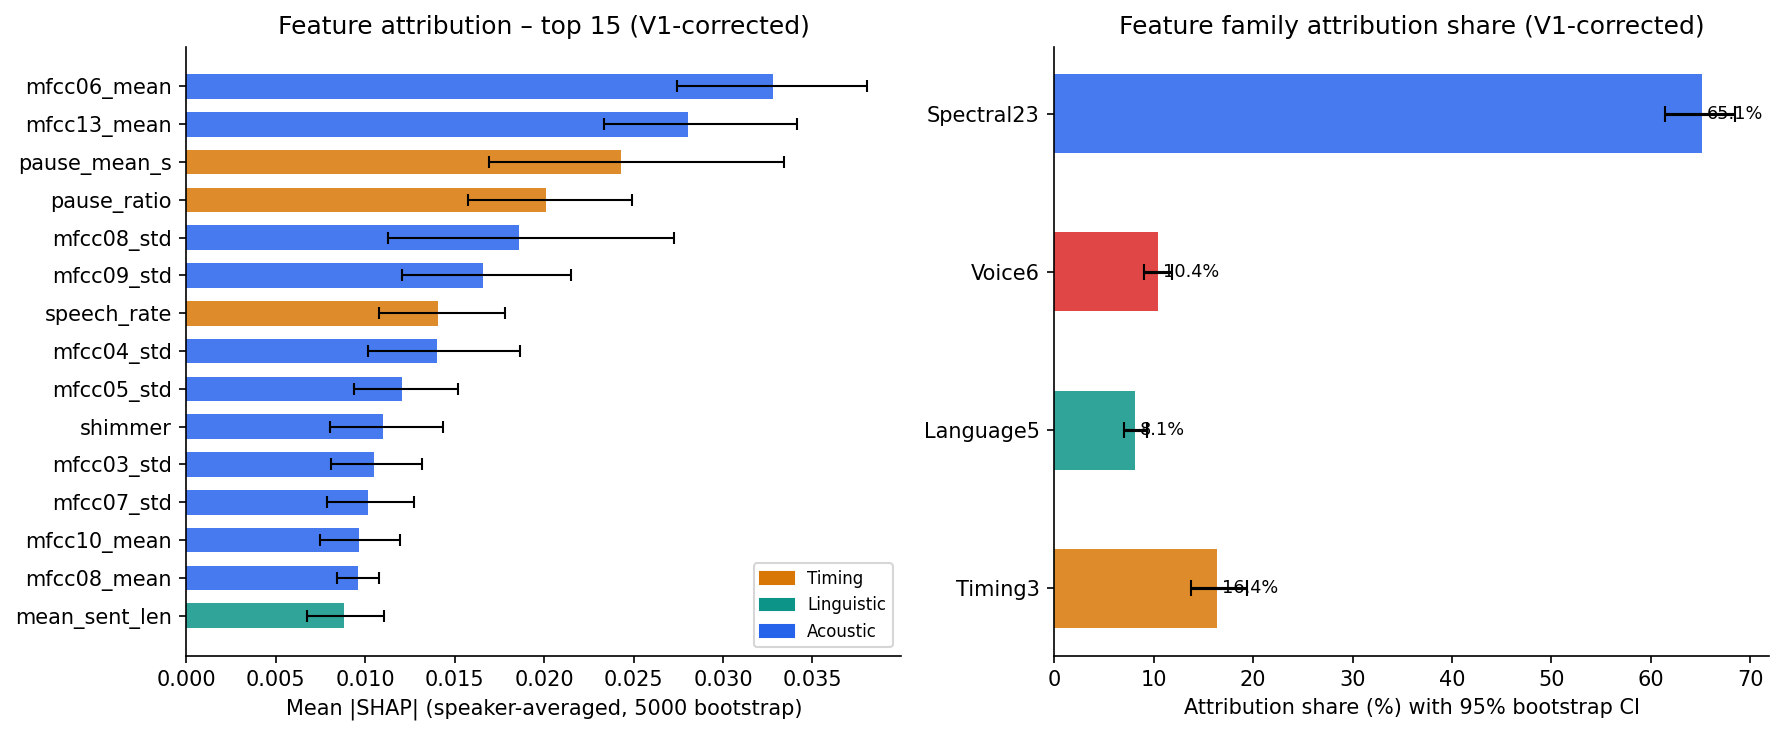 Feature attribution – top 15 (V1-corrected)
mfcc06_mean
mfcc13_mean
pause_mean_s
pause_ratio
mfcc08_std
mfcc09_std
speech_rate
mfcc04_std
mfcc05_std
shimmer
mfcc03_std
mfcc07_std
mfcc10_mean
mfcc08_mean
mean_sent_len
Timing
Linguistic
Acoustic
0.000 0.005 0.010 0.015 0.020 0.025 0.030 0.035
Mean |SHAP| (speaker-averaged, 5000 bootstrap)
Feature family attribution share (V1-corrected)
Spectral23 65.1%
Voice6 10.4%
Language5 8.1%
Timing3 16.4%
0 10 20 30 40 50 60 70
Attribution share (%) with 95% bootstrap CI